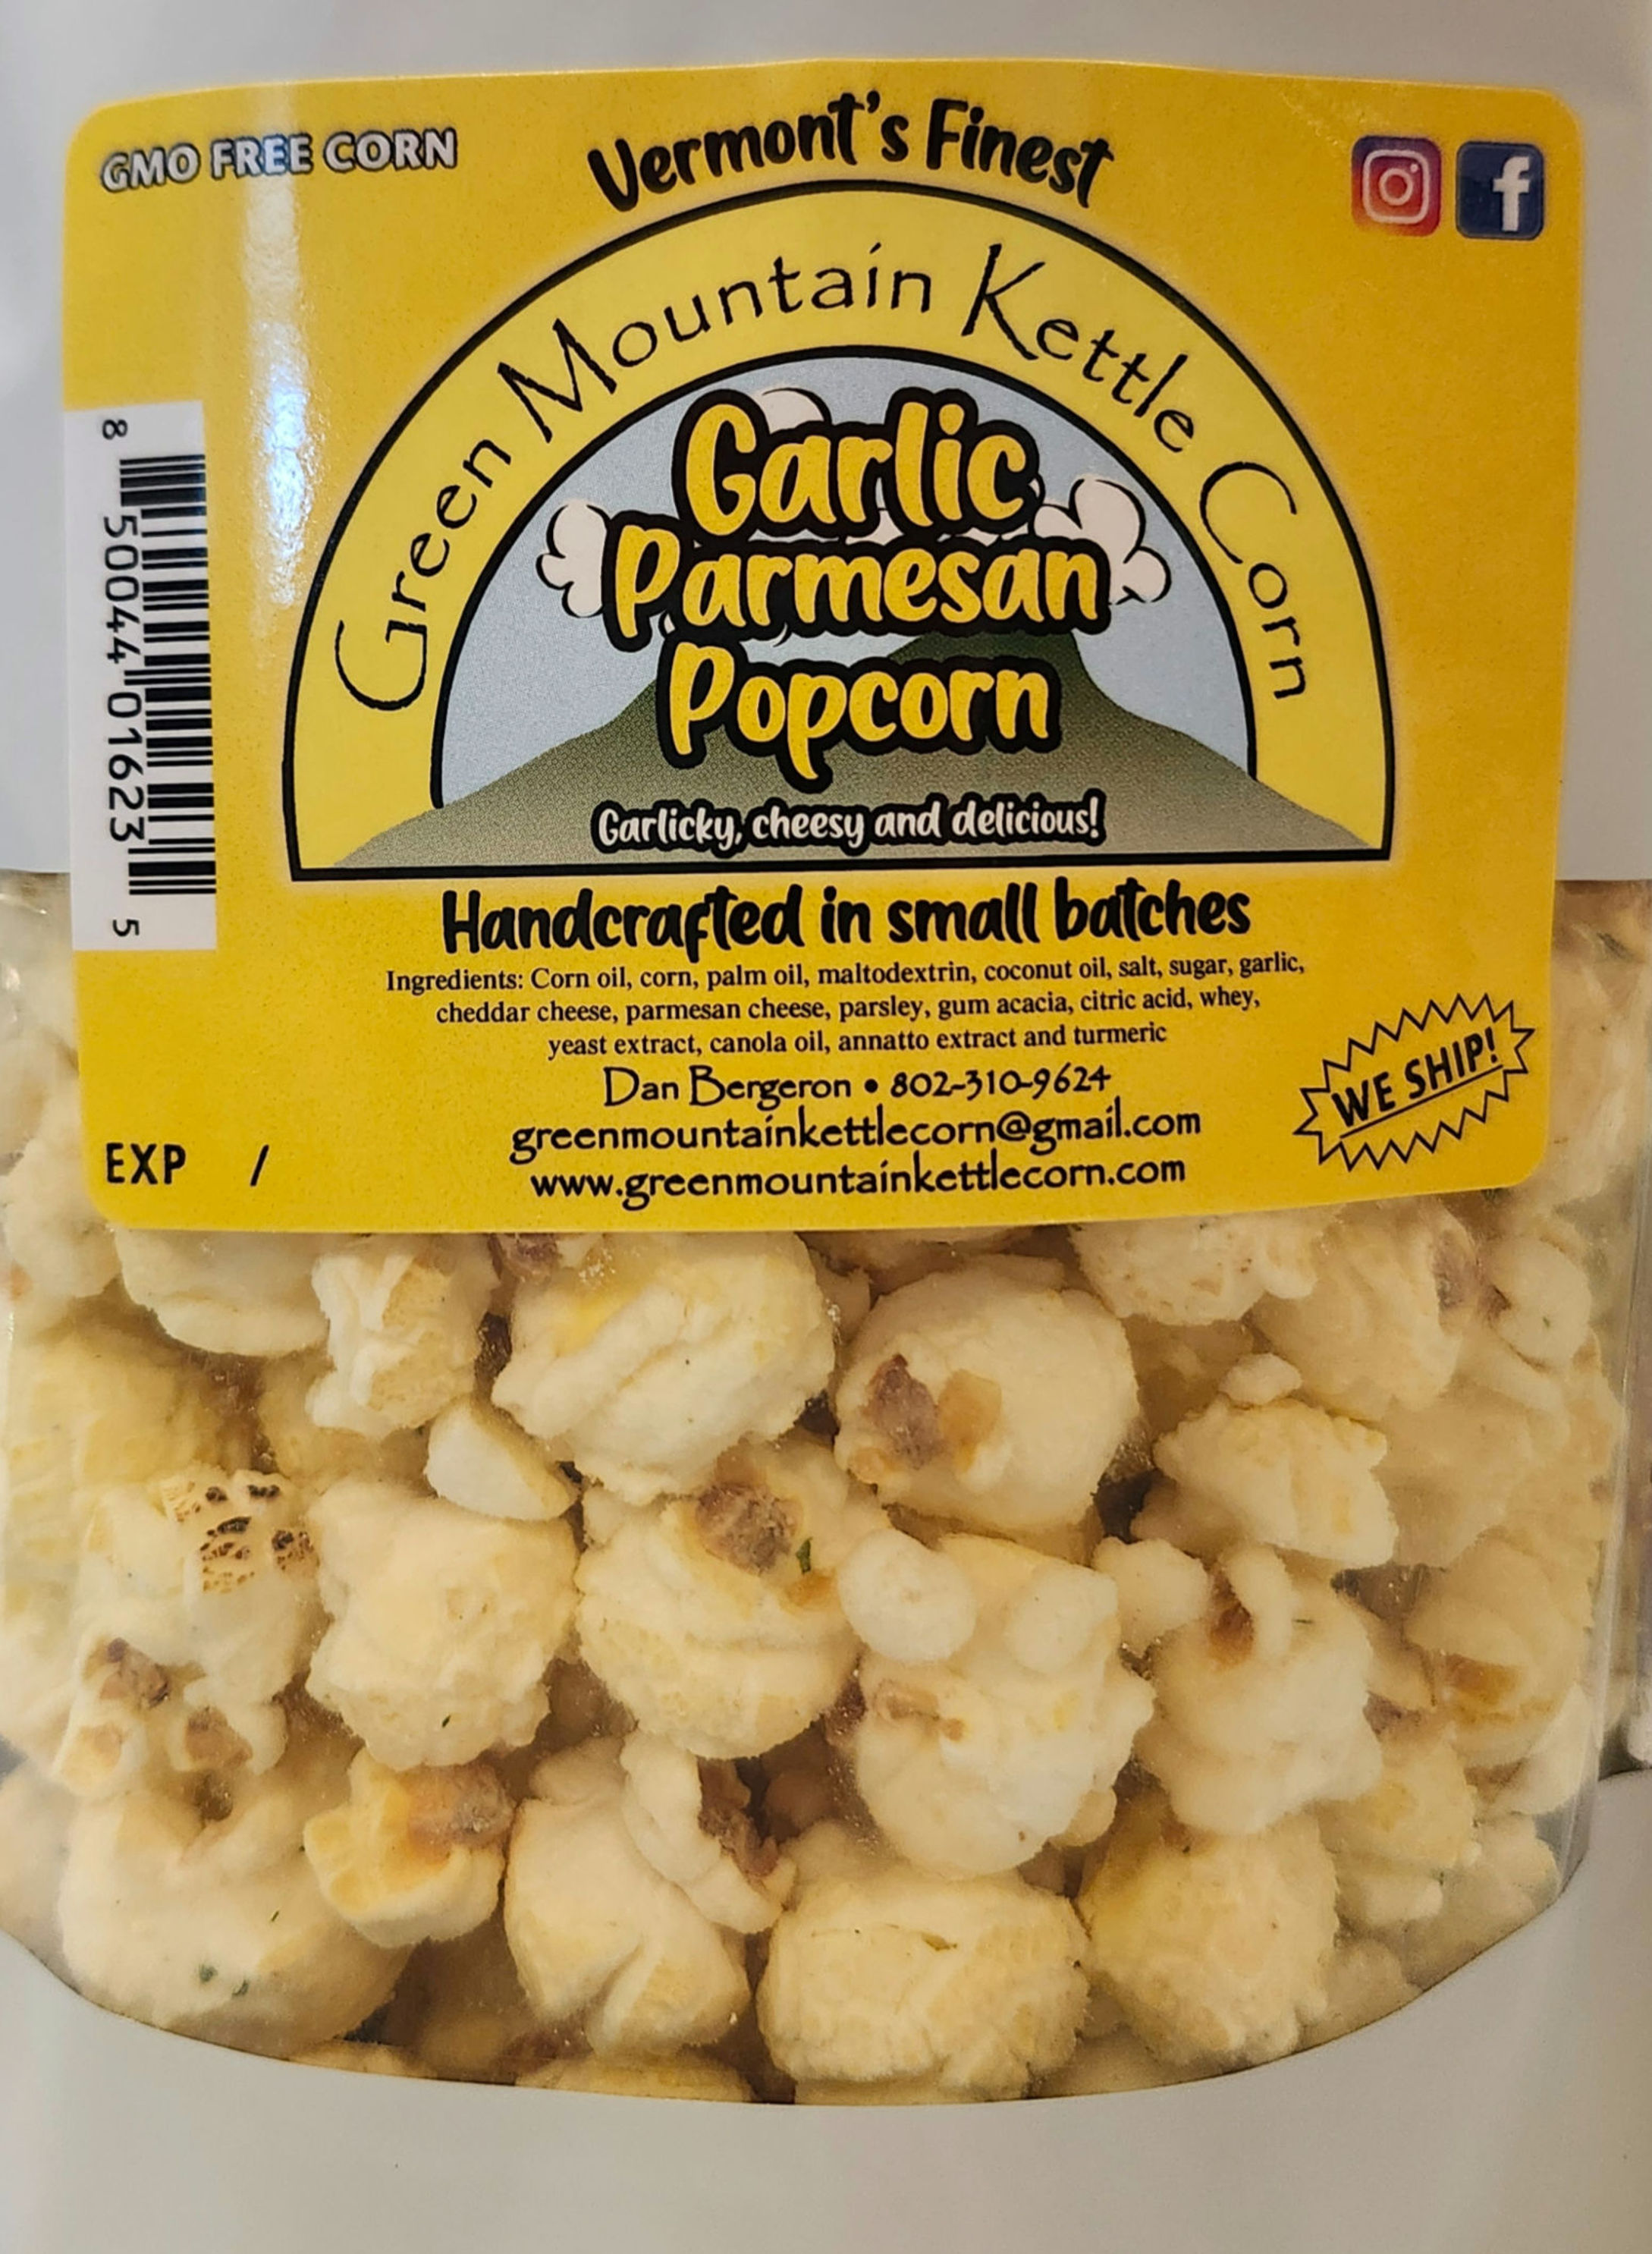 GMO FREE CORN
Vermont's Finest
Green Mountain Kettle Corn
Garlic
Parmesan
Popcorn
Garlicky, cheesy and delicious!
8 50044 01623 5
Handcrafted in small batches
Ingredients: Corn oil, corn, palm oil, maltodextrin, coconut oil, salt, sugar, garlic,
cheddar cheese, parmesan cheese, parsley, gum acacia, citric acid, whey,
yeast extract, canola oil, annatto extract and turmeric
Dan Bergeron • 802-310-9624
greenmountainkettlecorn@gmail.com
www.greenmountainkettlecorn.com
WE SHIP!
EXP /